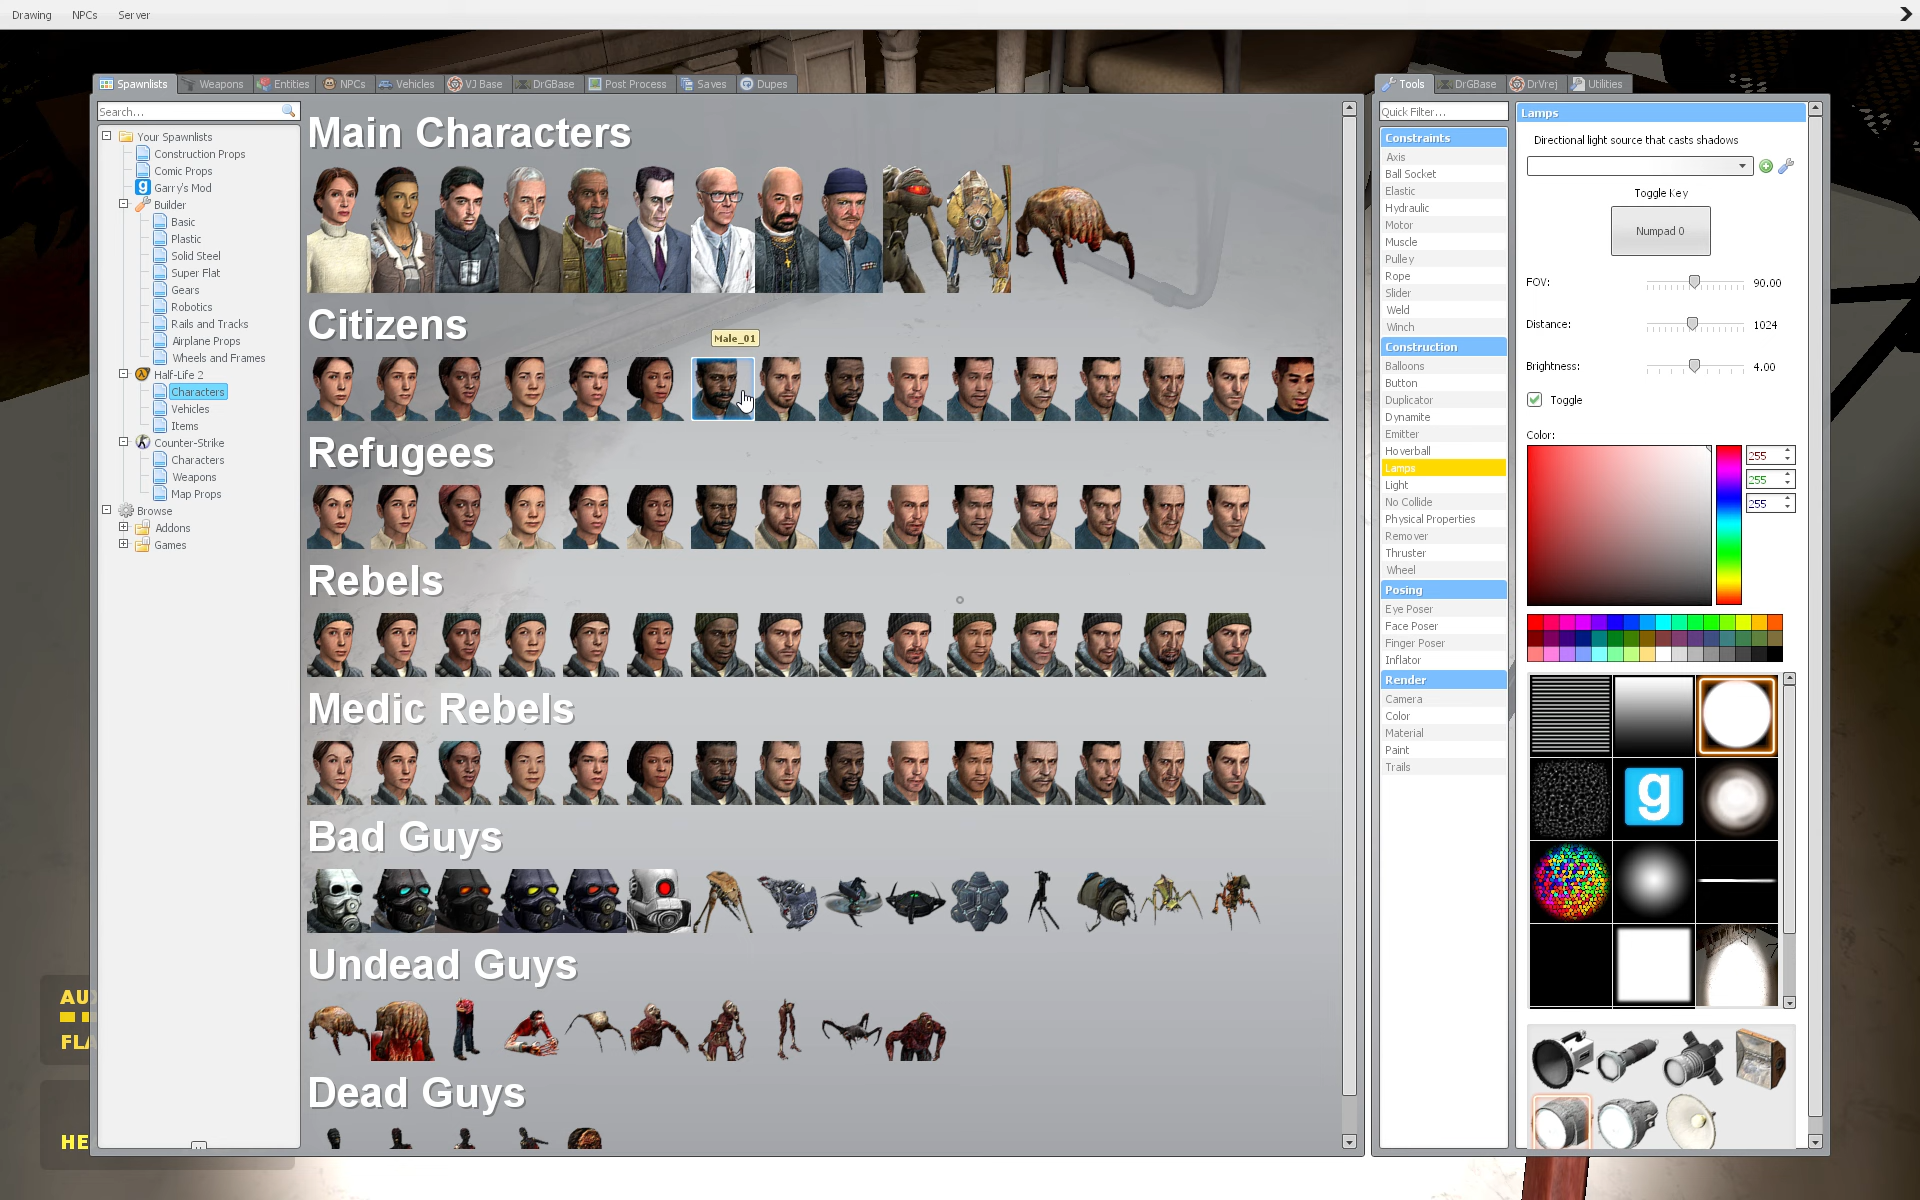 Drawing NPCs Server
Spawnlists Weapons Entities NPCs Vehicles VJ Base DrGBase Post Process Saves Dupes
Search...
Your Spawnlists
Construction Props
Comic Props
Garry's Mod
Builder
Basic
Plastic
Solid Steel
Super Flat
Gears
Robotics
Rails and Tracks
Airplane Props
Wheels and Frames
Half-Life 2
Characters
Vehicles
Items
Counter-Strike
Characters
Weapons
Map Props
Browse
Addons
Games
Main Characters
Citizens
Male_01
Refugees
Rebels
Medic Rebels
Bad Guys
Undead Guys
Dead Guys
AU
FLA
HE
Tools DrGBase DrVrej Utilities
Quick Filter...
Constraints
Axis
Ball Socket
Elastic
Hydraulic
Motor
Muscle
Pulley
Rope
Slider
Weld
Winch
Construction
Balloons
Button
Duplicator
Dynamite
Emitter
Hoverball
Lamps
Light
No Collide
Physical Properties
Remover
Thruster
Wheel
Posing
Eye Poser
Face Poser
Finger Poser
Inflator
Render
Camera
Color
Material
Paint
Trails
Lamps
Directional light source that casts shadows
Toggle Key
Numpad 0
FOV: 90.00
Distance: 1024
Brightness: 4.00
Toggle
Color:
255
255
255
g